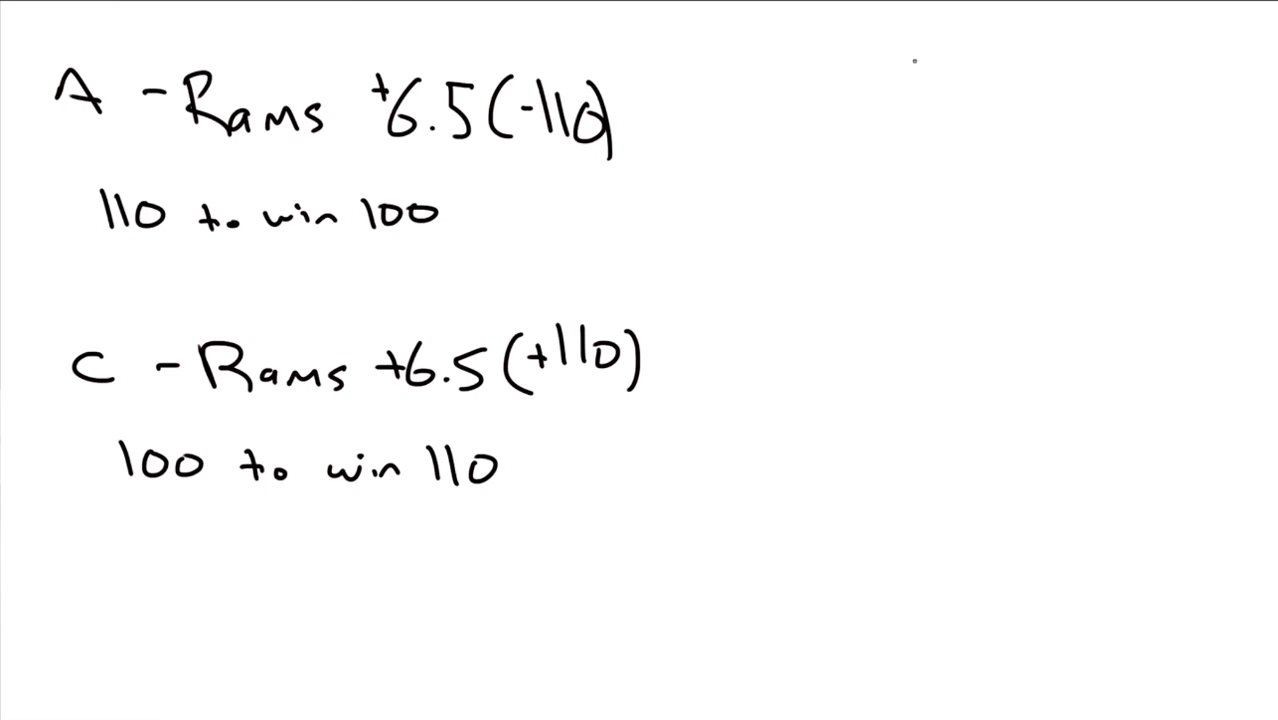 A - Rams +6.5 (-110)
110 to win 100
C - Rams +6.5 (+110)
100 to win 110